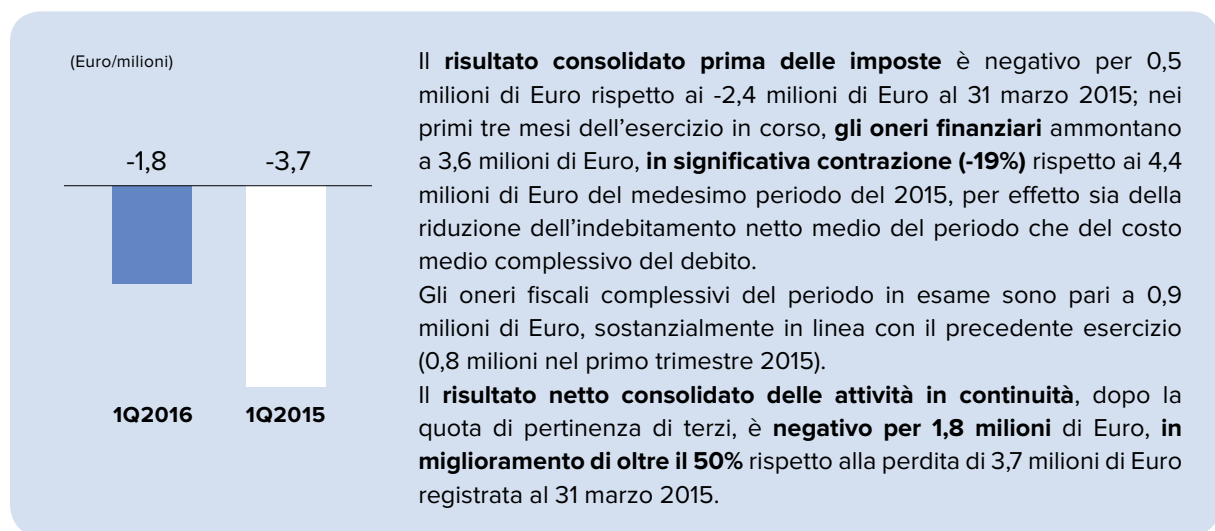 (Euro/milioni)
-1,8
-3,7
1Q2016
1Q2015
Il risultato consolidato prima delle imposte è negativo per 0,5
milioni di Euro rispetto ai -2,4 milioni di Euro al 31 marzo 2015; nei
primi tre mesi dell'esercizio in corso, gli oneri finanziari ammontano
a 3,6 milioni di Euro, in significativa contrazione (-19%) rispetto ai 4,4
milioni di Euro del medesimo periodo del 2015, per effetto sia della
riduzione dell'indebitamento netto medio del periodo che del costo
medio complessivo del debito.
Gli oneri fiscali complessivi del periodo in esame sono pari a 0,9
milioni di Euro, sostanzialmente in linea con il precedente esercizio
(0,8 milioni nel primo trimestre 2015).
Il risultato netto consolidato delle attività in continuità, dopo la
quota di pertinenza di terzi, è negativo per 1,8 milioni di Euro, in
miglioramento di oltre il 50% rispetto alla perdita di 3,7 milioni di Euro
registrata al 31 marzo 2015.